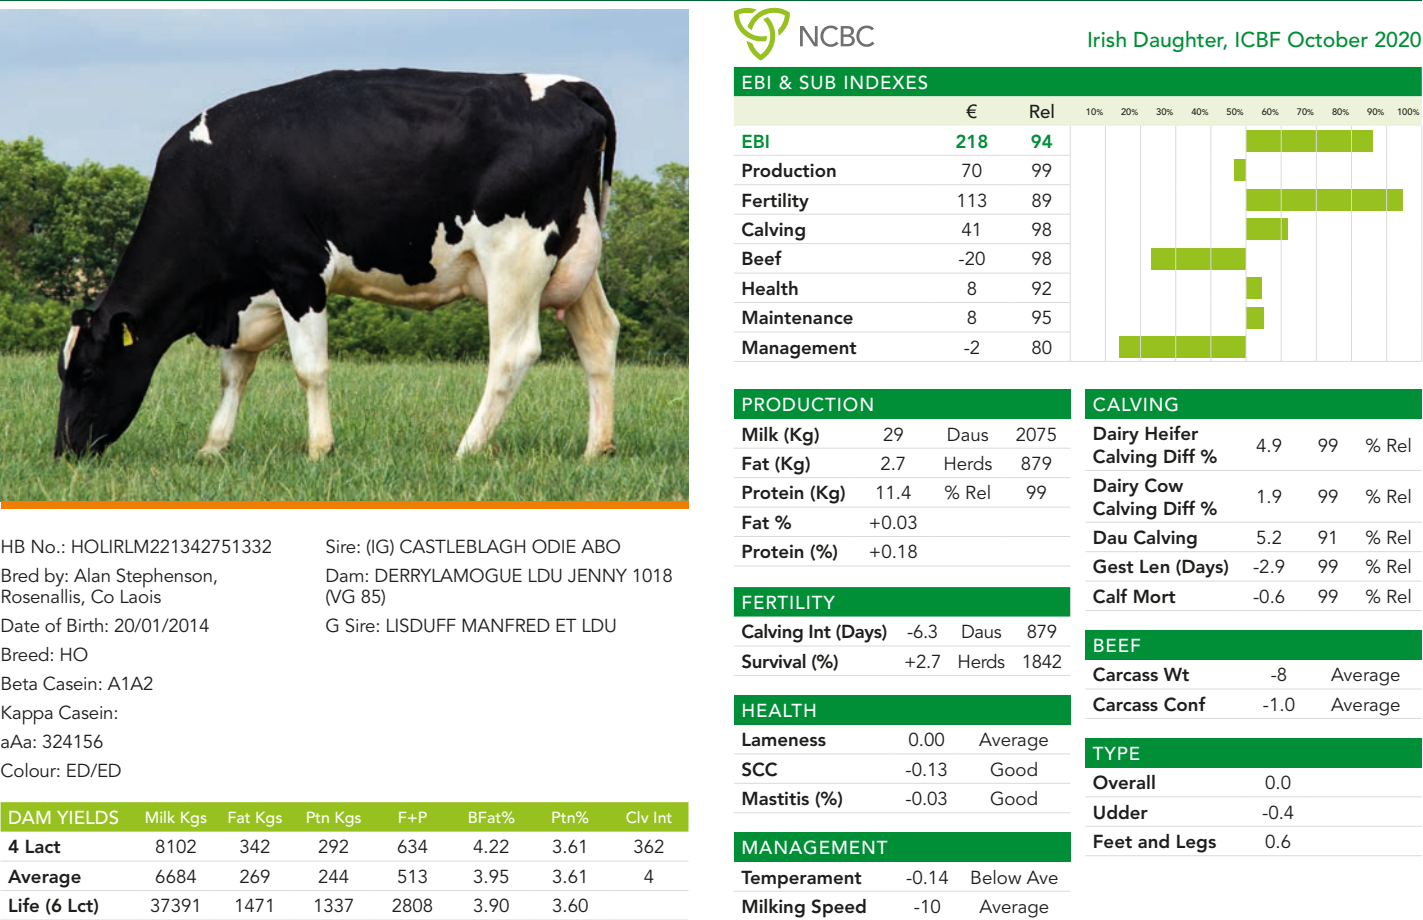 NCBC
Irish Daughter, ICBF October 2020
EBI & SUB INDEXES
€ Rel 10% 20% 30% 40% 50% 60% 70% 80% 90% 100%
EBI 218 94
Production 70 99
Fertility 113 89
Calving 41 98
Beef -20 98
Health 8 92
Maintenance 8 95
Management -2 80
HB No.: HOLIRLM221342751332
Bred by: Alan Stephenson,
Rosenallis, Co Laois
Date of Birth: 20/01/2014
Breed: HO
Beta Casein: A1A2
Kappa Casein:
aAa: 324156
Colour: ED/ED
Sire: (IG) CASTLEBLAGH ODIE ABO
Dam: DERRYLAMOGUE LDU JENNY 1018
(VG 85)
G Sire: LISDUFF MANFRED ET LDU
DAM YIELDS Milk Kgs Fat Kgs Ptn Kgs F+P BFat% Ptn% Clv Int
4 Lact 8102 342 292 634 4.22 3.61 362
Average 6684 269 244 513 3.95 3.61 4
Life (6 Lct) 37391 1471 1337 2808 3.90 3.60
PRODUCTION
Milk (Kg) 29 Daus 2075
Fat (Kg) 2.7 Herds 879
Protein (Kg) 11.4 % Rel 99
Fat % +0.03
Protein (%) +0.18
FERTILITY
Calving Int (Days) -6.3 Daus 879
Survival (%) +2.7 Herds 1842
HEALTH
Lameness 0.00 Average
SCC -0.13 Good
Mastitis (%) -0.03 Good
MANAGEMENT
Temperament -0.14 Below Ave
Milking Speed -10 Average
CALVING
Dairy Heifer
Calving Diff % 4.9 99 % Rel
Dairy Cow
Calving Diff % 1.9 99 % Rel
Dau Calving 5.2 91 % Rel
Gest Len (Days) -2.9 99 % Rel
Calf Mort -0.6 99 % Rel
BEEF
Carcass Wt -8 Average
Carcass Conf -1.0 Average
TYPE
Overall 0.0
Udder -0.4
Feet and Legs 0.6